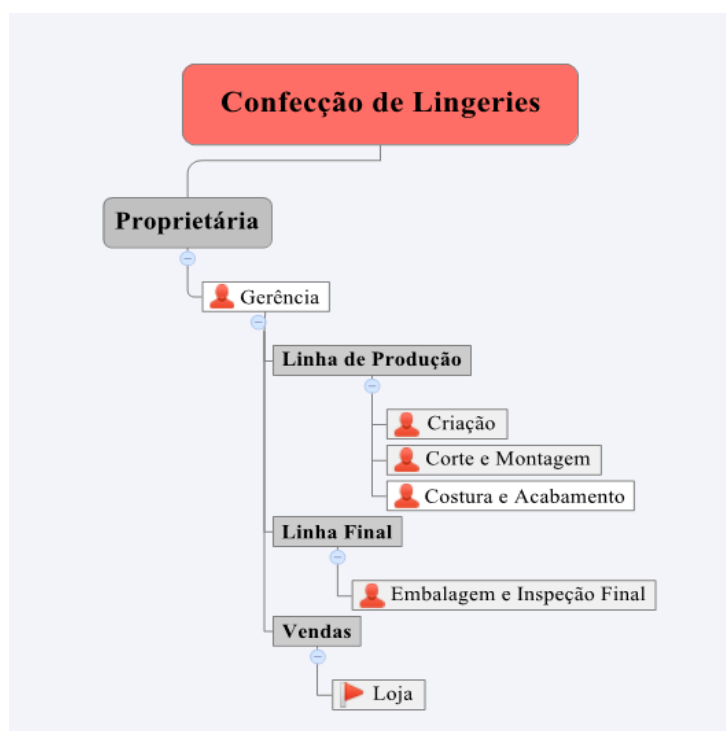 Confecção de Lingeries
Proprietária
Gerência
Linha de Produção
Criação
Corte e Montagem
Costura e Acabamento
Linha Final
Embalagem e Inspeção Final
Vendas
Loja